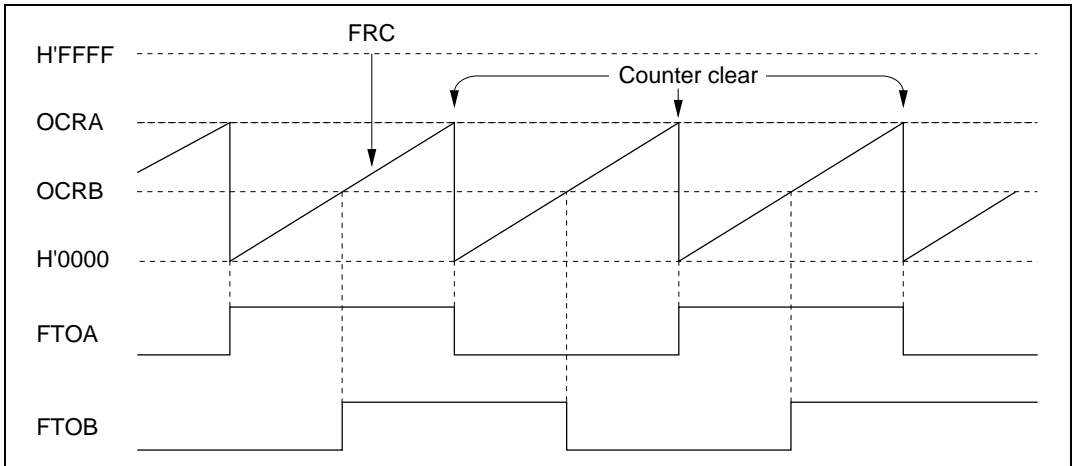 FRC
H'FFFF
Counter clear
OCRA
OCRB
H'0000
FTOA
FTOB